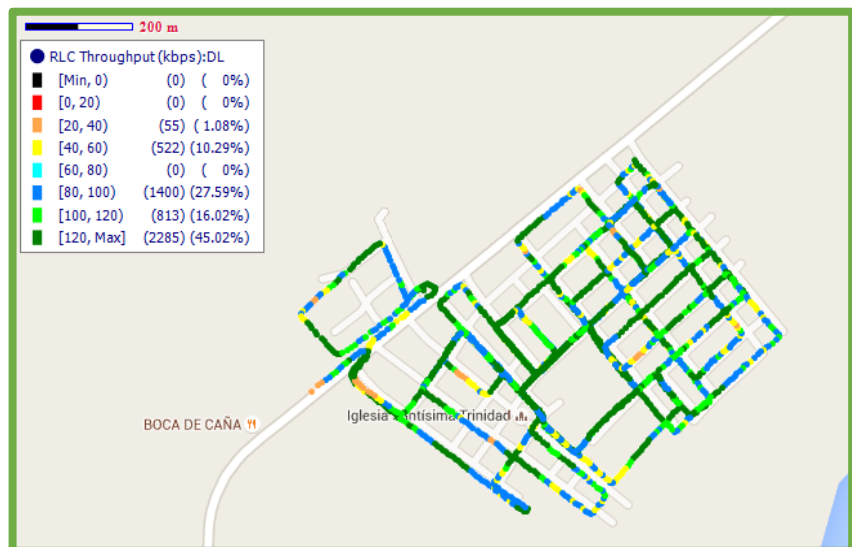 200 m
RLC Throughput (kbps):DL
[Min, 0) (0) ( 0%)
[0, 20) (0) ( 0%)
[20, 40) (55) ( 1.08%)
[40, 60) (522) (10.29%)
[60, 80) (0) ( 0%)
[80, 100) (1400) (27.59%)
[100, 120) (813) (16.02%)
[120, Max] (2285) (45.02%)
Iglesia Santísima Trinidad
BOCA DE CAÑA